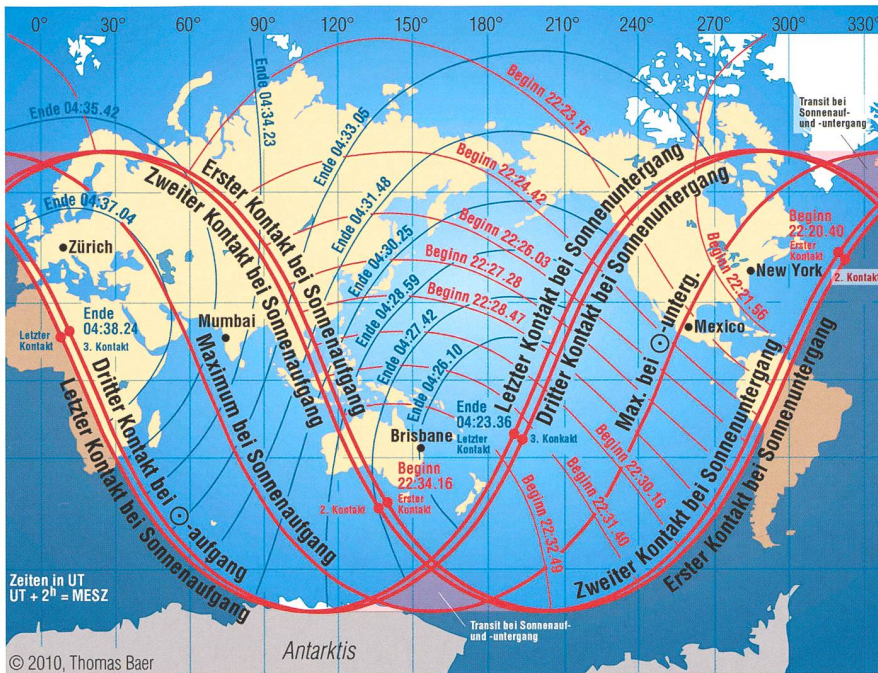 0° 30° 60° 90° 120° 150° 180° 210° 240° 270° 300° 330°
Ende 04:35.42
Ende 04:34.23
Ende 04:33.05
Beginn 22:23.15
Transit bei
Sonnenauf-
und -untergang
Ende 04:37.04
Erster Kontakt bei Sonnenaufgang
Zweiter Kontakt bei Sonnenaufgang
Ende 04:31.48
Beginn 22:24.42
Letzter Kontakt bei Sonnenuntergang
Dritter Kontakt bei Sonnenuntergang
Beginn
22:20.40
Erster
Kontakt
2. Kontakt
Zürich
Ende 04:30.25
Beginn 22:26.03
Beginn 22:27.28
Beginn 22:28.47
Beginn 22:21.56
New York
Ende 04:28.59
Ende 04:27.42
Ende 04:26.10
Mumbai
Mexico
Ende
04:38.24
Letzter
Kontakt
3. Kontakt
Maximum bei Sonnenaufgang
Max. bei ☉-unterg.
Dritter Kontakt bei ☉-aufgang
Letzter Kontakt bei Sonnenaufgang
Brisbane
Ende
04:23.36
Letzter
Kontakt
3. Konkakt
Beginn
22:34.16
Erster
Kontakt
2. Kontakt
Beginn 22:30.16
Beginn 22:31.40
Beginn 22:32.49
Zweiter Kontakt bei Sonnenuntergang
Erster Kontakt bei Sonnenuntergang
Zeiten in UT
UT + 2h = MESZ
Transit bei Sonnenauf-
und -untergang
Antarktis
© 2010, Thomas Baer